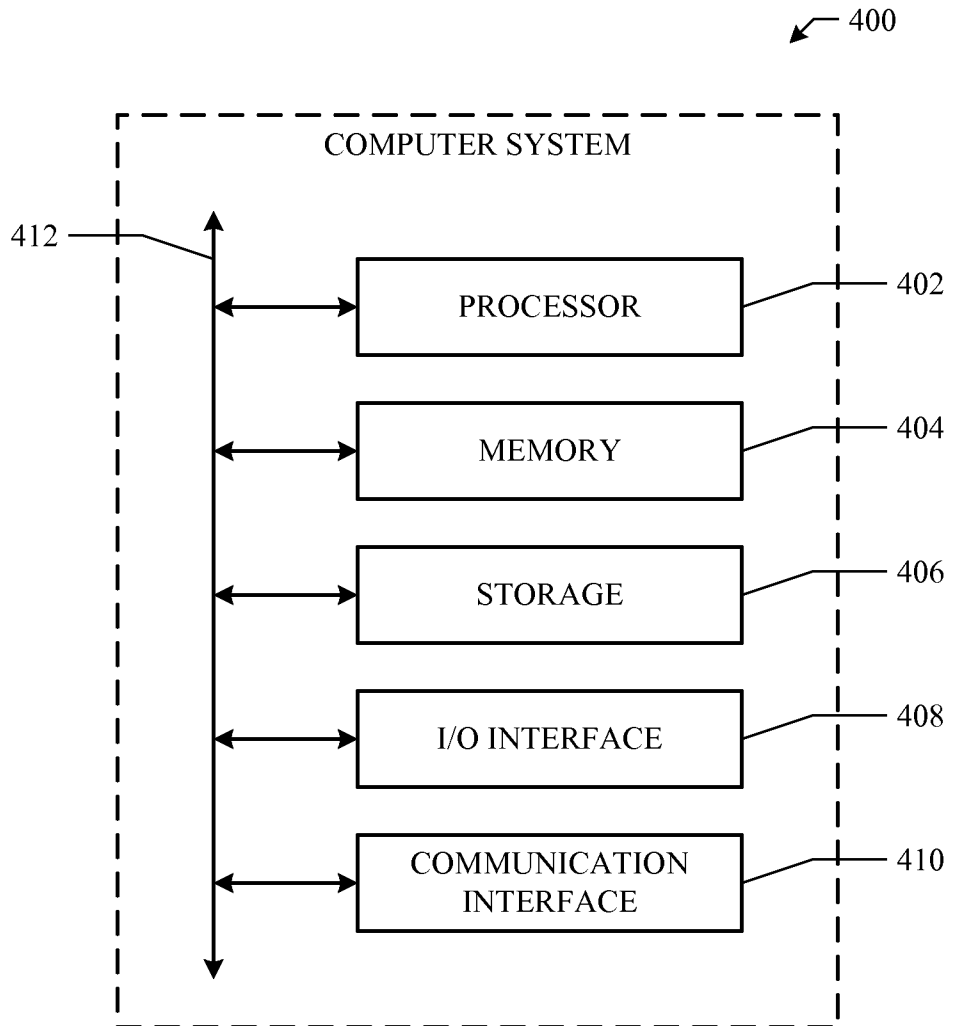 400
COMPUTER SYSTEM
412
PROCESSOR
402
MEMORY
404
STORAGE
406
I/O INTERFACE
408
COMMUNICATION
INTERFACE
410